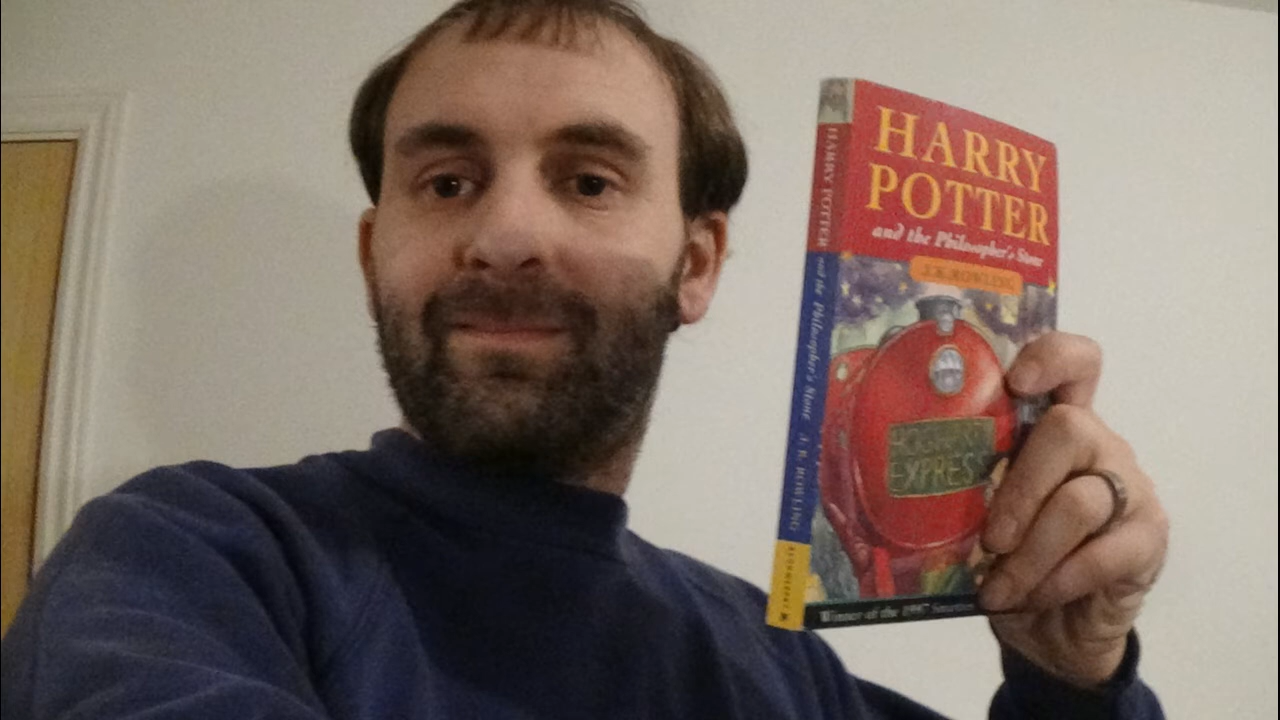 HARRY
POTTER
and the Philosopher's Stone
J.K. ROWLING
EXPRESS
Winner of the 1997 Smarties
HARRY POTTER and the Philosopher's Stone J. K. ROWLING BLOOMSBURY